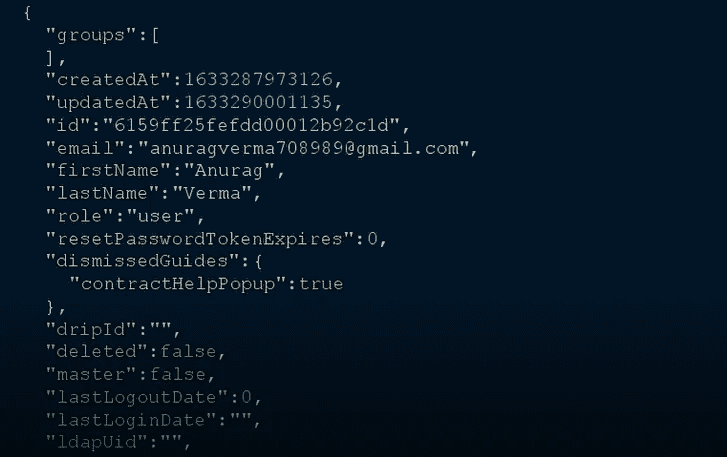 {
"groups":[
],
"createdAt":1633287973126,
"updatedAt":1633290001135,
"id":"6159ff25fefdd00012b92c1d",
"email":"anuragverma708989@gmail.com",
"firstName":"Anurag",
"lastName":"Verma",
"role":"user",
"resetPasswordTokenExpires":0,
"dismissedGuides":{
"contractHelpPopup":true
},
"dripId":"",
"deleted":false,
"master":false,
"lastLogoutDate":0,
"lastLoginDate":"",
"ldapUid":"",